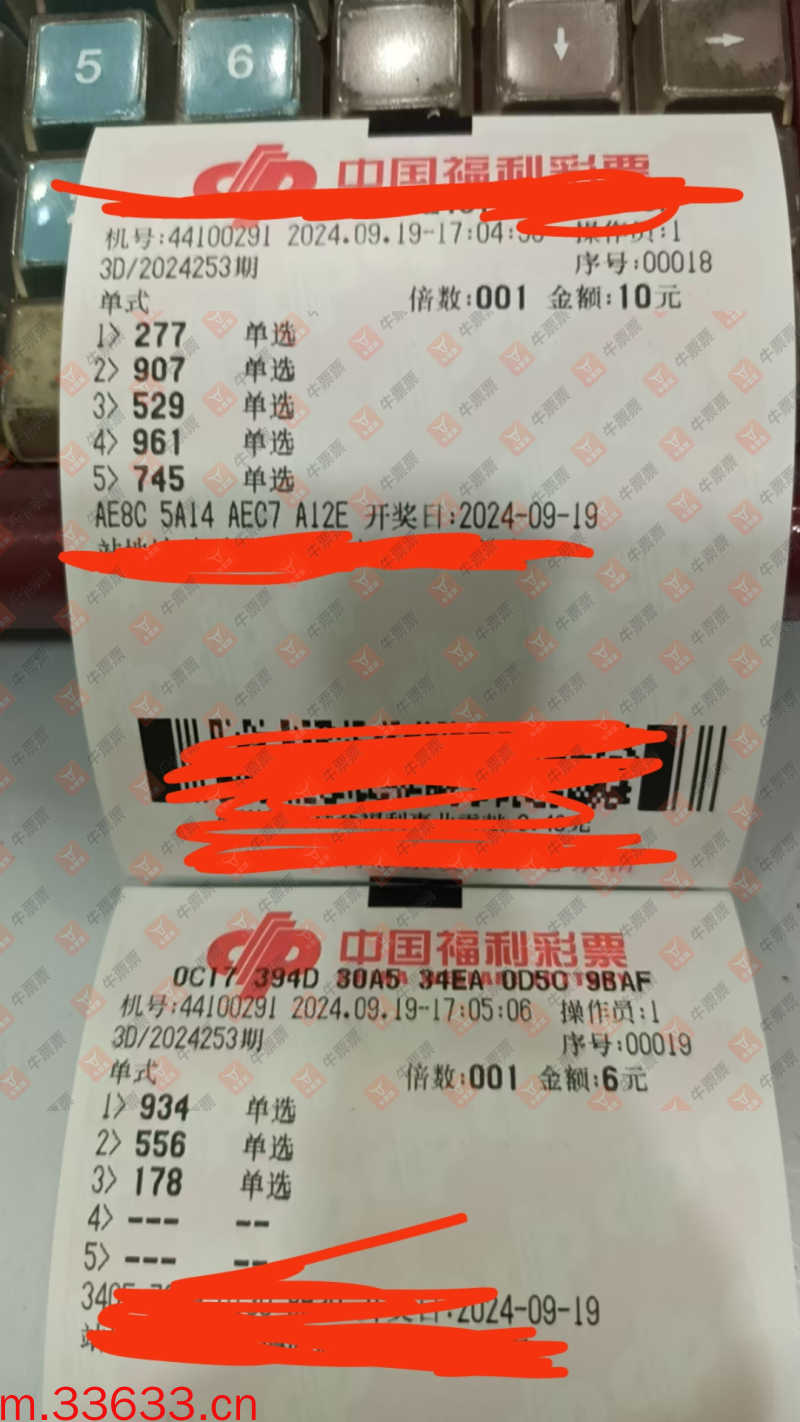 5 6 ↓ →
中国福利彩票
机号:44100291 2024.09.19-17:04: 操作员:1
3D/2024253期 序号:00018
单式 倍数:001 金额:10元
1> 277 单选
2> 907 单选
3> 529 单选
4> 961 单选
5> 745 单选
AE8C 5A14 AEC7 A12E 开奖日:2024-09-19
中国福利彩票
0C17 394D 30A5 34EA 0D50 9BAF
机号:44100291 2024.09.19-17:05:06 操作员:1
3D/2024253期 序号:00019
单式 倍数:001 金额:6元
1> 934 单选
2> 556 单选
3> 178 单选
4> --- --
5> --- --
开奖日:2024-09-19
牛票票
m.33633.cn